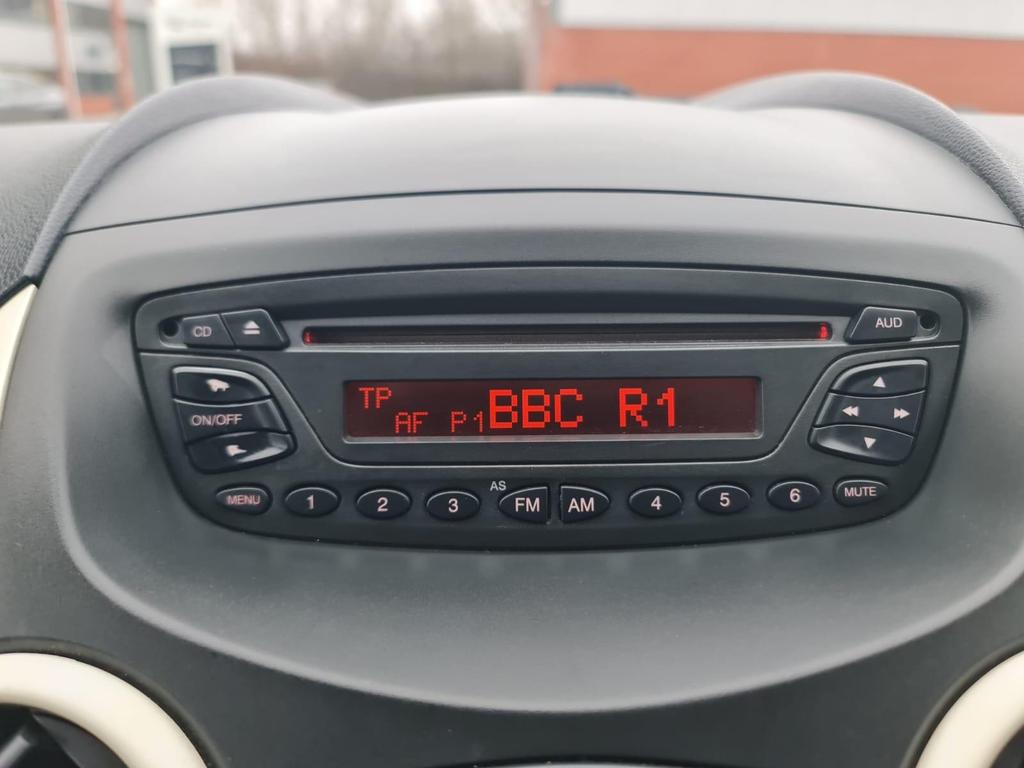 CD
AUD
TP
AF P1 BBC R1
ON/OFF
MENU 1 2 3 AS FM AM 4 5 6 MUTE